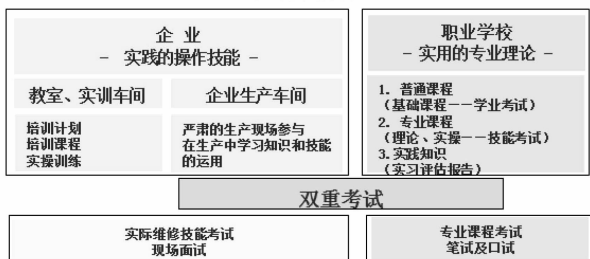 企 业
- 实践的操作技能 -
教室、实训车间
企业生产车间
培训计划
培训课程
实操训练
严肃的生产现场参与
在生产中学习知识和技能
的运用
职业学校
- 实用的专业理论 -
1. 普通课程
(基础课程——学业考试)
2. 专业课程
(理论、实操——技能考试)
3.实践知识
(实习评估报告)
双重考试
实际维修技能考试
现场面试
专业课程考试
笔试及口试